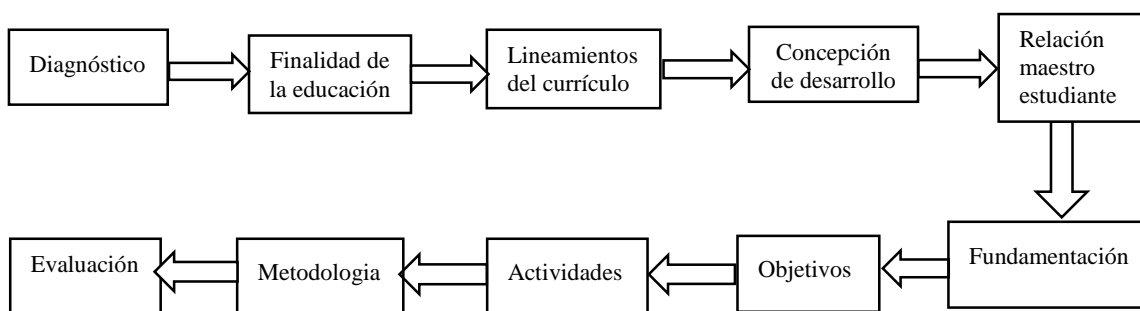 Diagnóstico
Finalidad de
la educación
Lineamientos
del currículo
Concepción
de desarrollo
Relación
maestro
estudiante
Fundamentación
Objetivos
Actividades
Metodologia
Evaluación